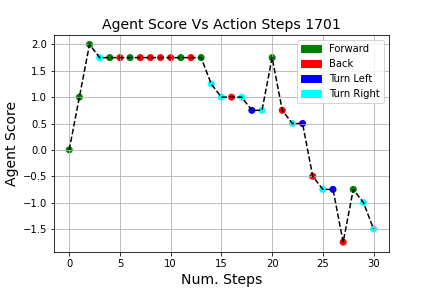 Agent Score Vs Action Steps 1701
Agent Score
2.0
1.5
1.0
0.5
0.0
−0.5
−1.0
−1.5
Forward
Back
Turn Left
Turn Right
0 5 10 15 20 25 30
Num. Steps